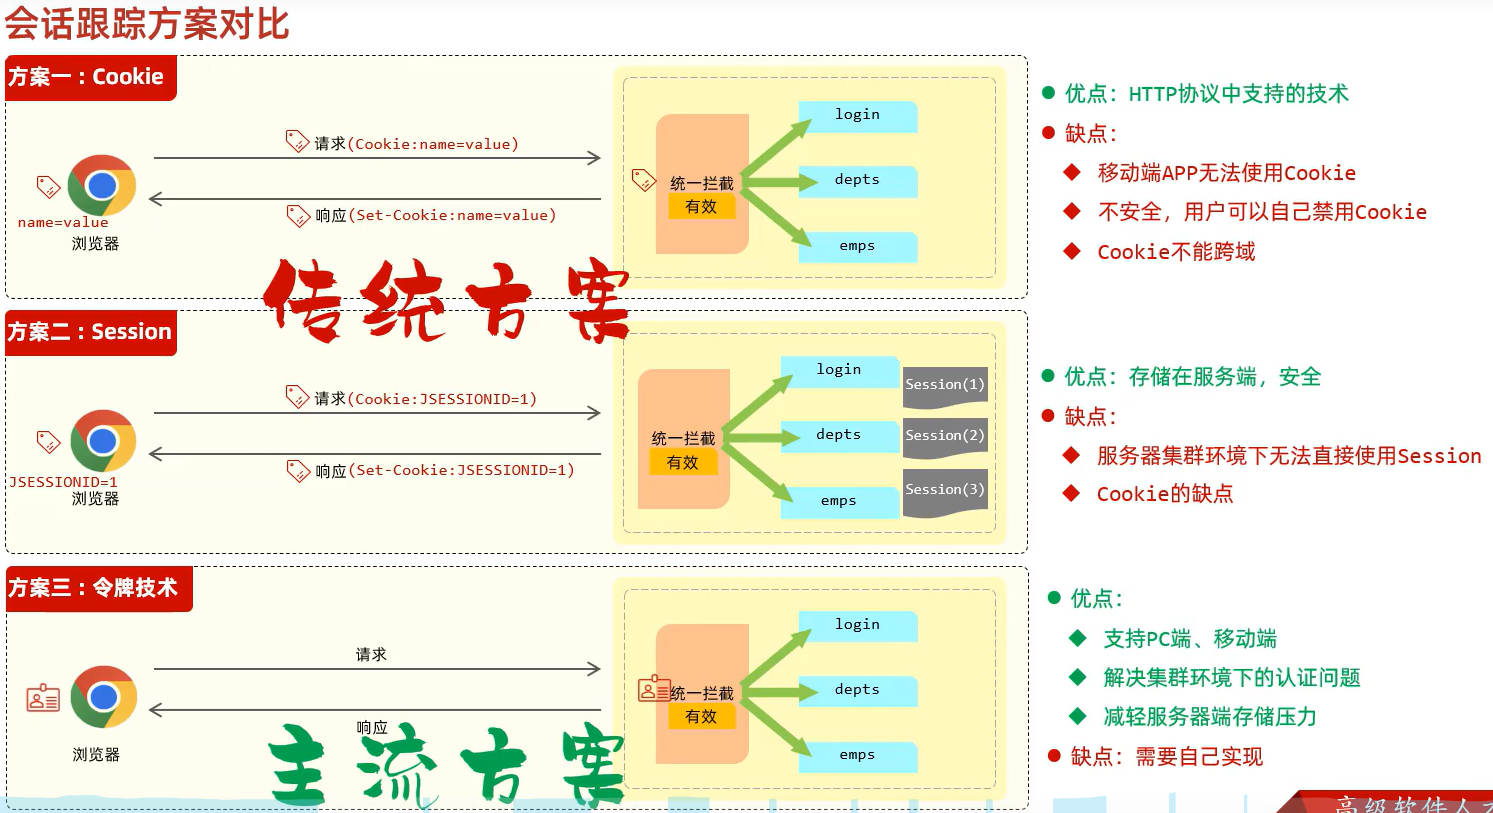 会话跟踪方案对比
方案一：Cookie
请求(Cookie:name=value)
响应(Set-Cookie:name=value)
name=value
浏览器
统一拦截
有效
login
depts
emps
优点：HTTP协议中支持的技术
缺点：
移动端APP无法使用Cookie
不安全，用户可以自己禁用Cookie
Cookie不能跨域
传统方案
方案二：Session
请求(Cookie:JSESSIONID=1)
响应(Set-Cookie:JSESSIONID=1)
JSESSIONID=1
浏览器
统一拦截
有效
login
depts
emps
Session(1)
Session(2)
Session(3)
优点：存储在服务端，安全
缺点：
服务器集群环境下无法直接使用Session
Cookie的缺点
方案三：令牌技术
请求
响应
浏览器
统一拦截
有效
login
depts
emps
主流方案
优点：
支持PC端、移动端
解决集群环境下的认证问题
减轻服务器端存储压力
缺点：需要自己实现
高级软件人才